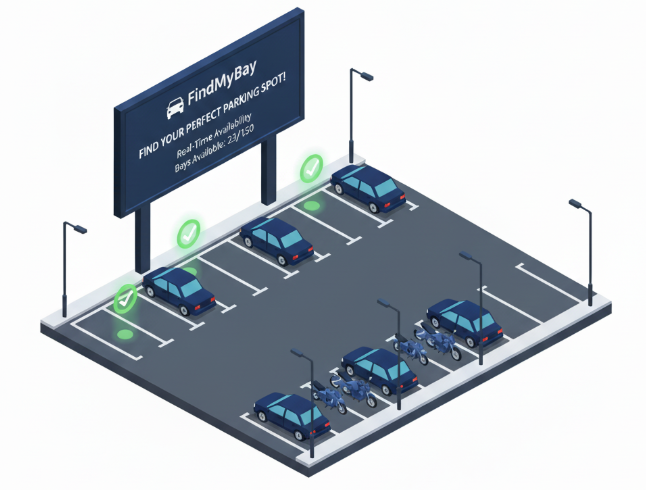 FindMyBay
FIND YOUR PERFECT PARKING SPOT!
Real-Time Availability
Bays Available: 23/150